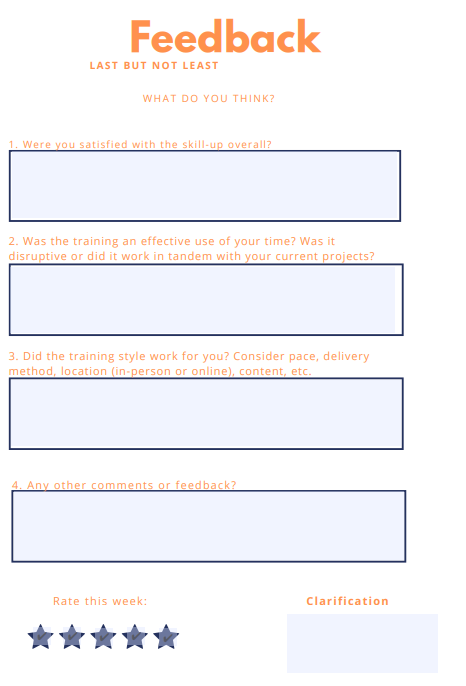 Feedback
LAST BUT NOT LEAST
WHAT DO YOU THINK?
1. Were you satisfied with the skill-up overall?
2. Was the training an effective use of your time? Was it
disruptive or did it work in tandem with your current projects?
3. Did the training style work for you? Consider pace, delivery
method, location (in-person or online), content, etc.
4. Any other comments or feedback?
Rate this week:
Clarification